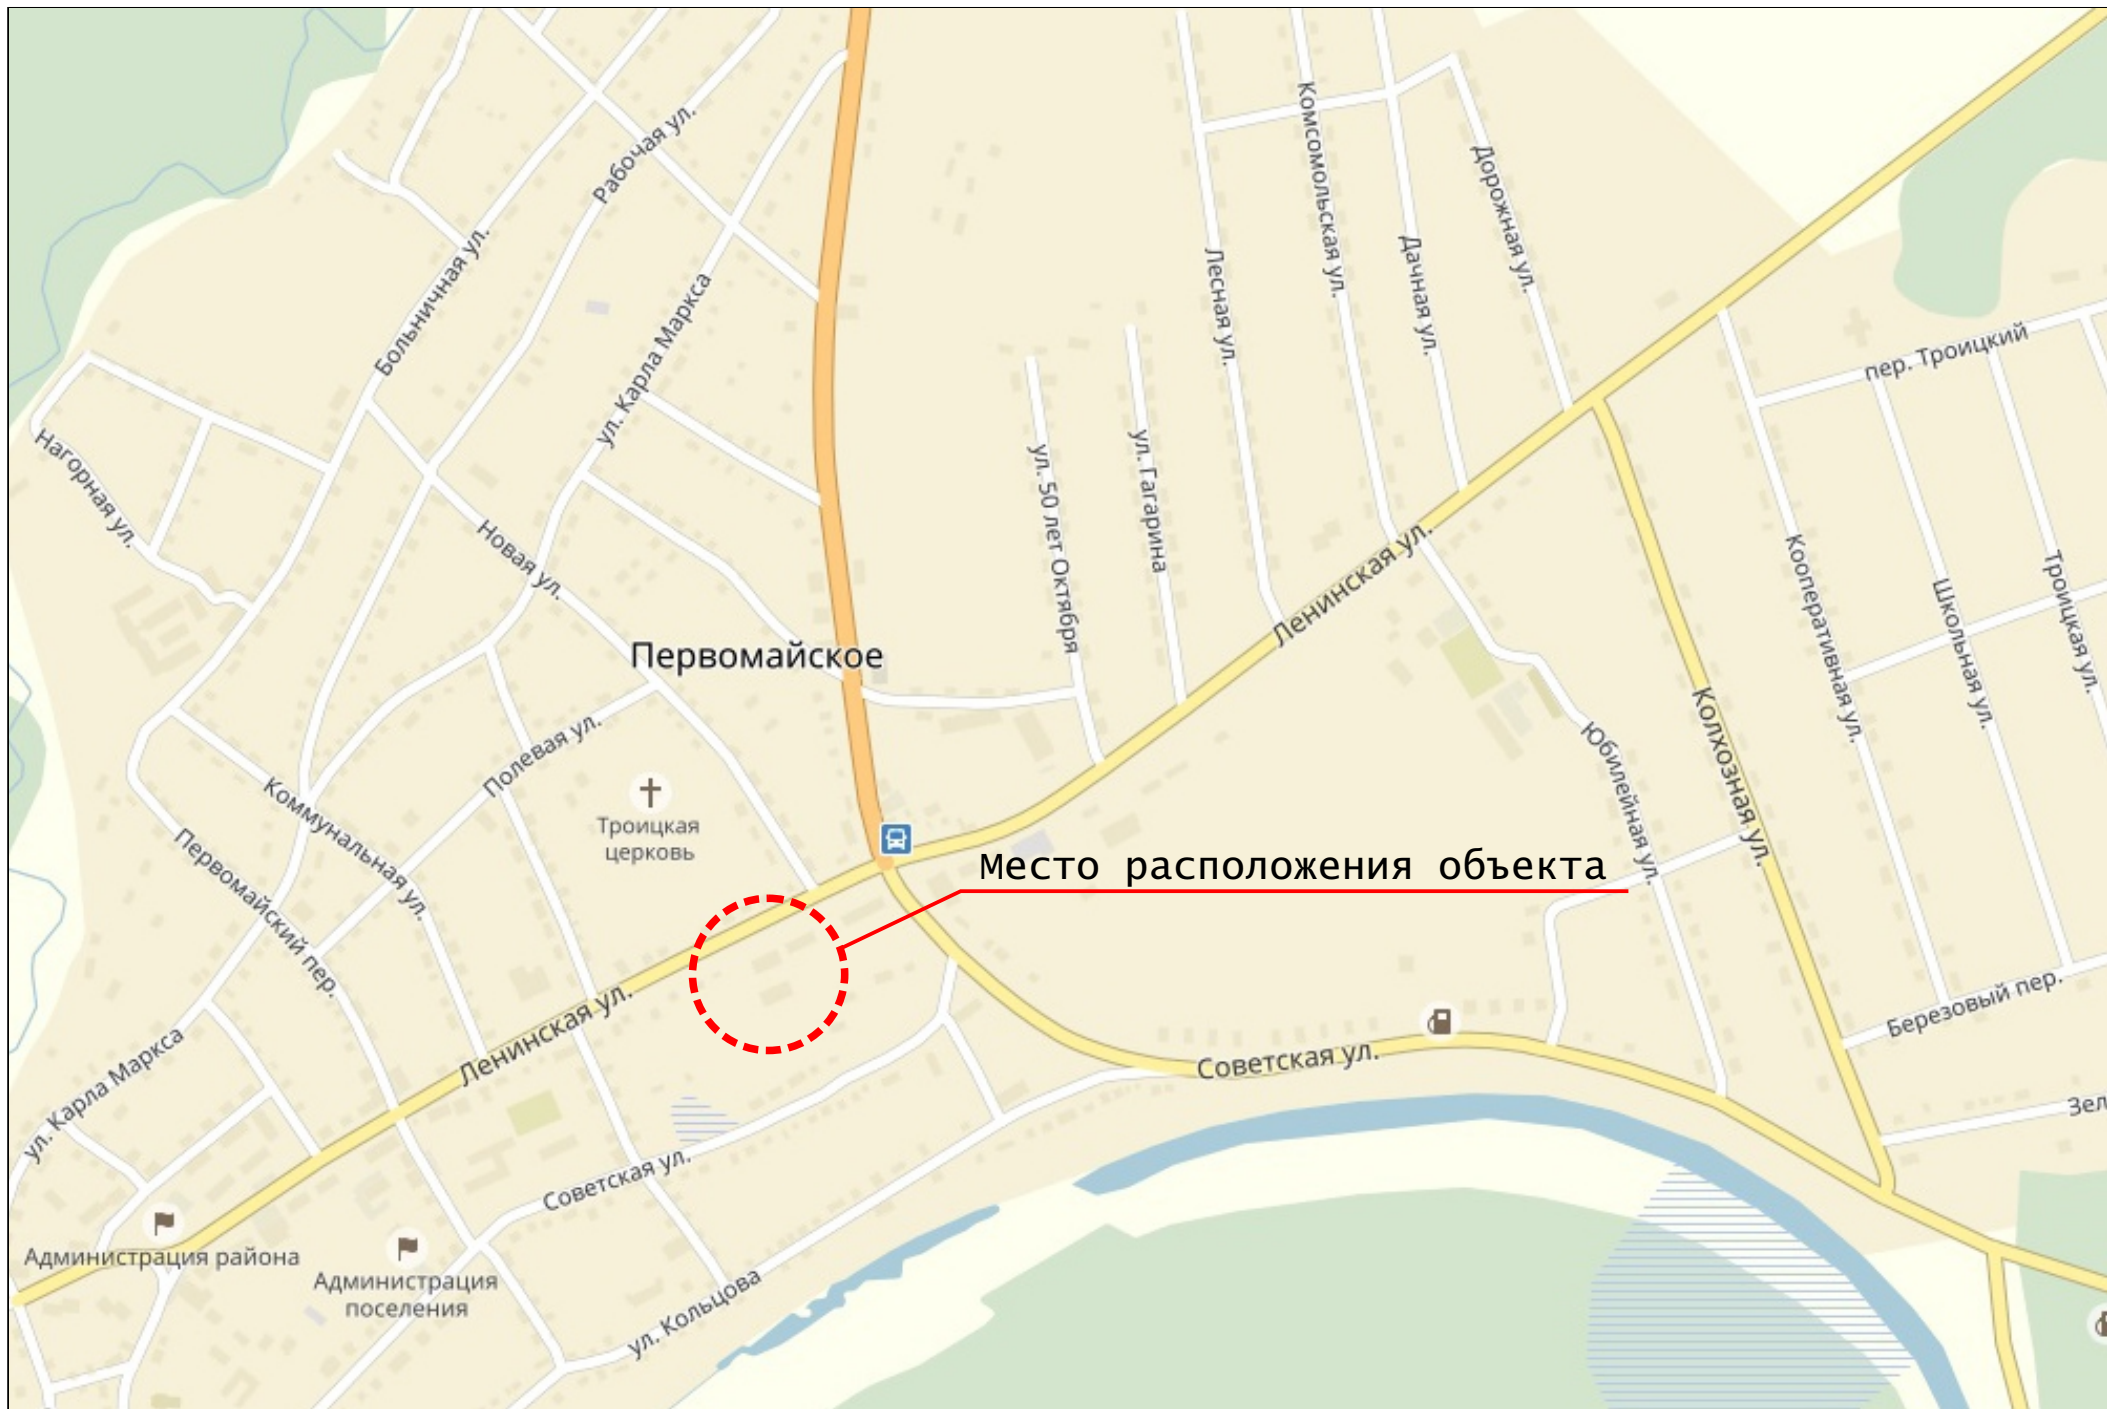 Рабочая ул.
Комсомольская ул.
Дорожная ул.
Больничная ул.
Лесная ул.
Дачная ул.
ул. Карла Маркса
пер. Троицкий
Нагорная ул.
ул. 50 лет Октября
ул. Гагарина
Новая ул.
Ленинская ул.
Кооперативная ул.
Школьная ул.
Троицкая ул.
Первомайское
Полевая ул.
Колхозная ул.
Юбилейная ул.
Коммунальная ул.
Троицкая
церковь
Первомайский пер.
Место расположения объекта
Ленинская ул.
Березовый пер.
ул. Карла Маркса
Советская ул.
Зел
Советская ул.
Администрация района
Администрация
поселения
ул. Кольцова